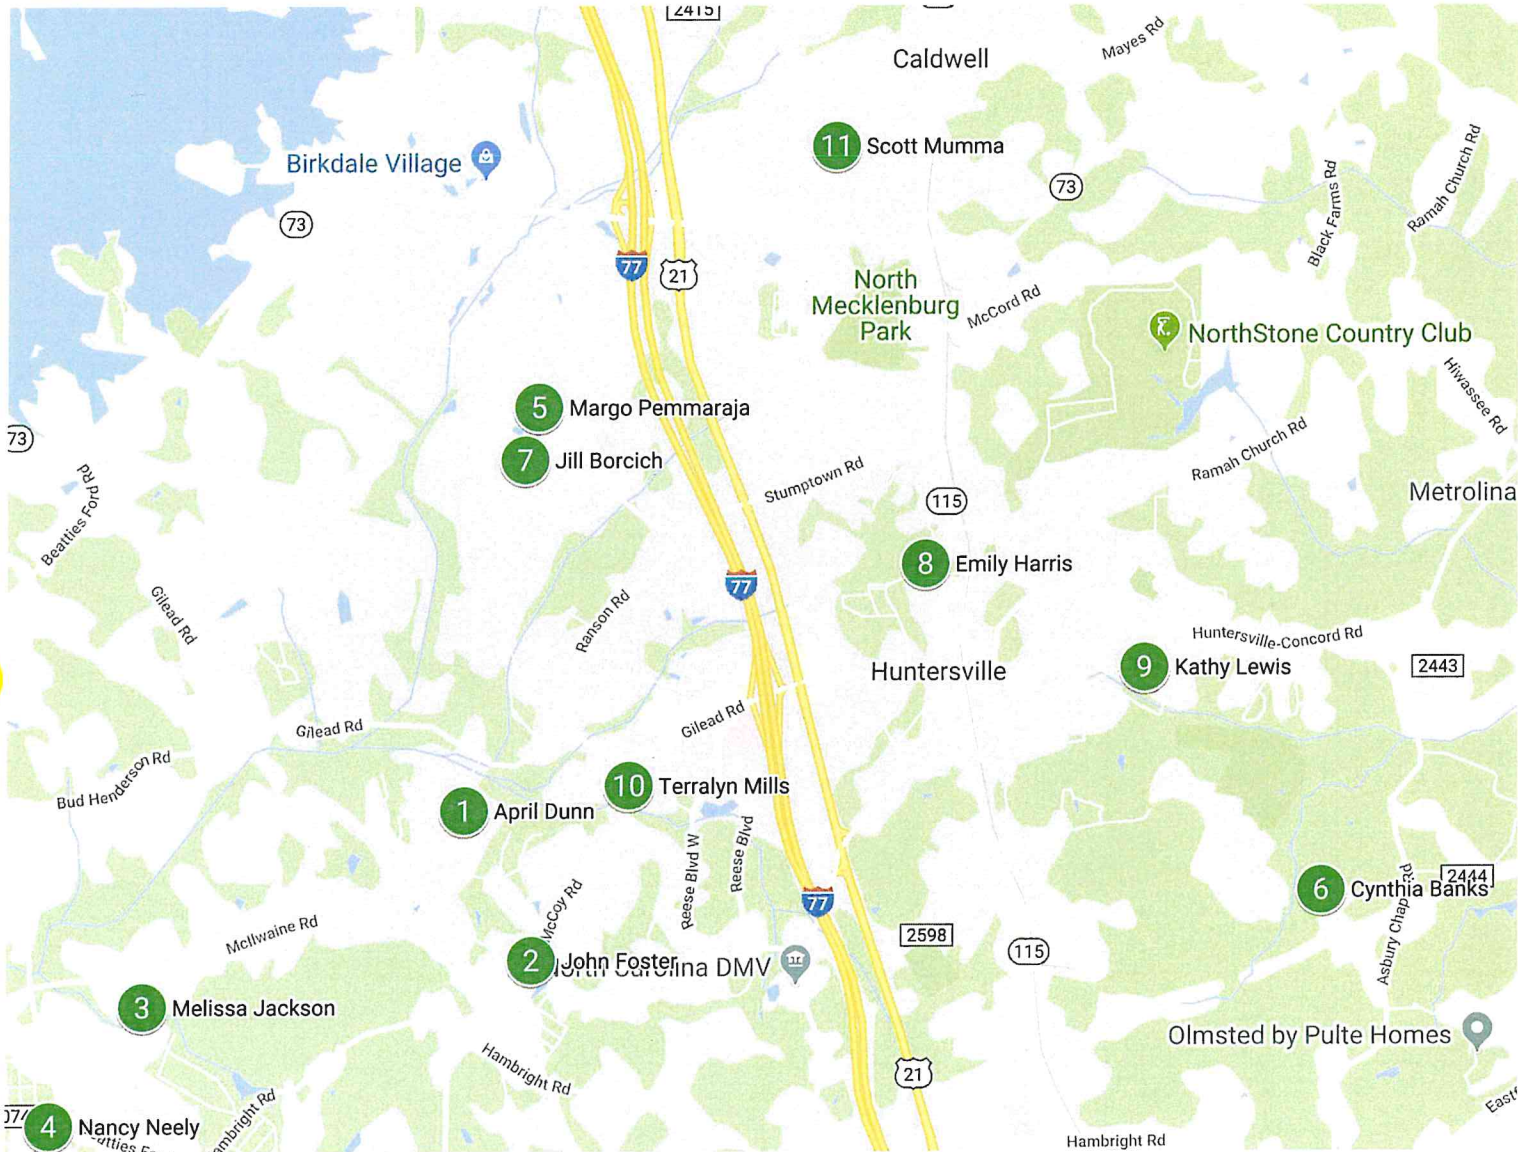 2415
Caldwell
Mayes Rd
11 Scott Mumma
Birkdale Village
73
73
Black Farms Rd
Ramah Church Rd
77
21
North
Mecklenburg
Park
McCord Rd
NorthStone Country Club
Hiwassee Rd
5 Margo Pemmaraja
73
7 Jill Borcich
Ramah Church Rd
Stumptown Rd
115
Metrolina
Beatties Ford Rd
8 Emily Harris
77
Gilead Rd
Ranson Rd
Huntersville-Concord Rd
Huntersville
9 Kathy Lewis
2443
Gilead Rd
Gilead Rd
Bud Henderson Rd
10 Terralyn Mills
1 April Dunn
Reese Blvd W
Reese Blvd
77
6 Cynthia Banks
2444
Asbury Chap Rd
McCoy Rd
McIlwaine Rd
2598
115
2 John Foster
North Carolina DMV
3 Melissa Jackson
Olmsted by Pulte Homes
Hambright Rd
21
4 Nancy Neely
Hambright Rd